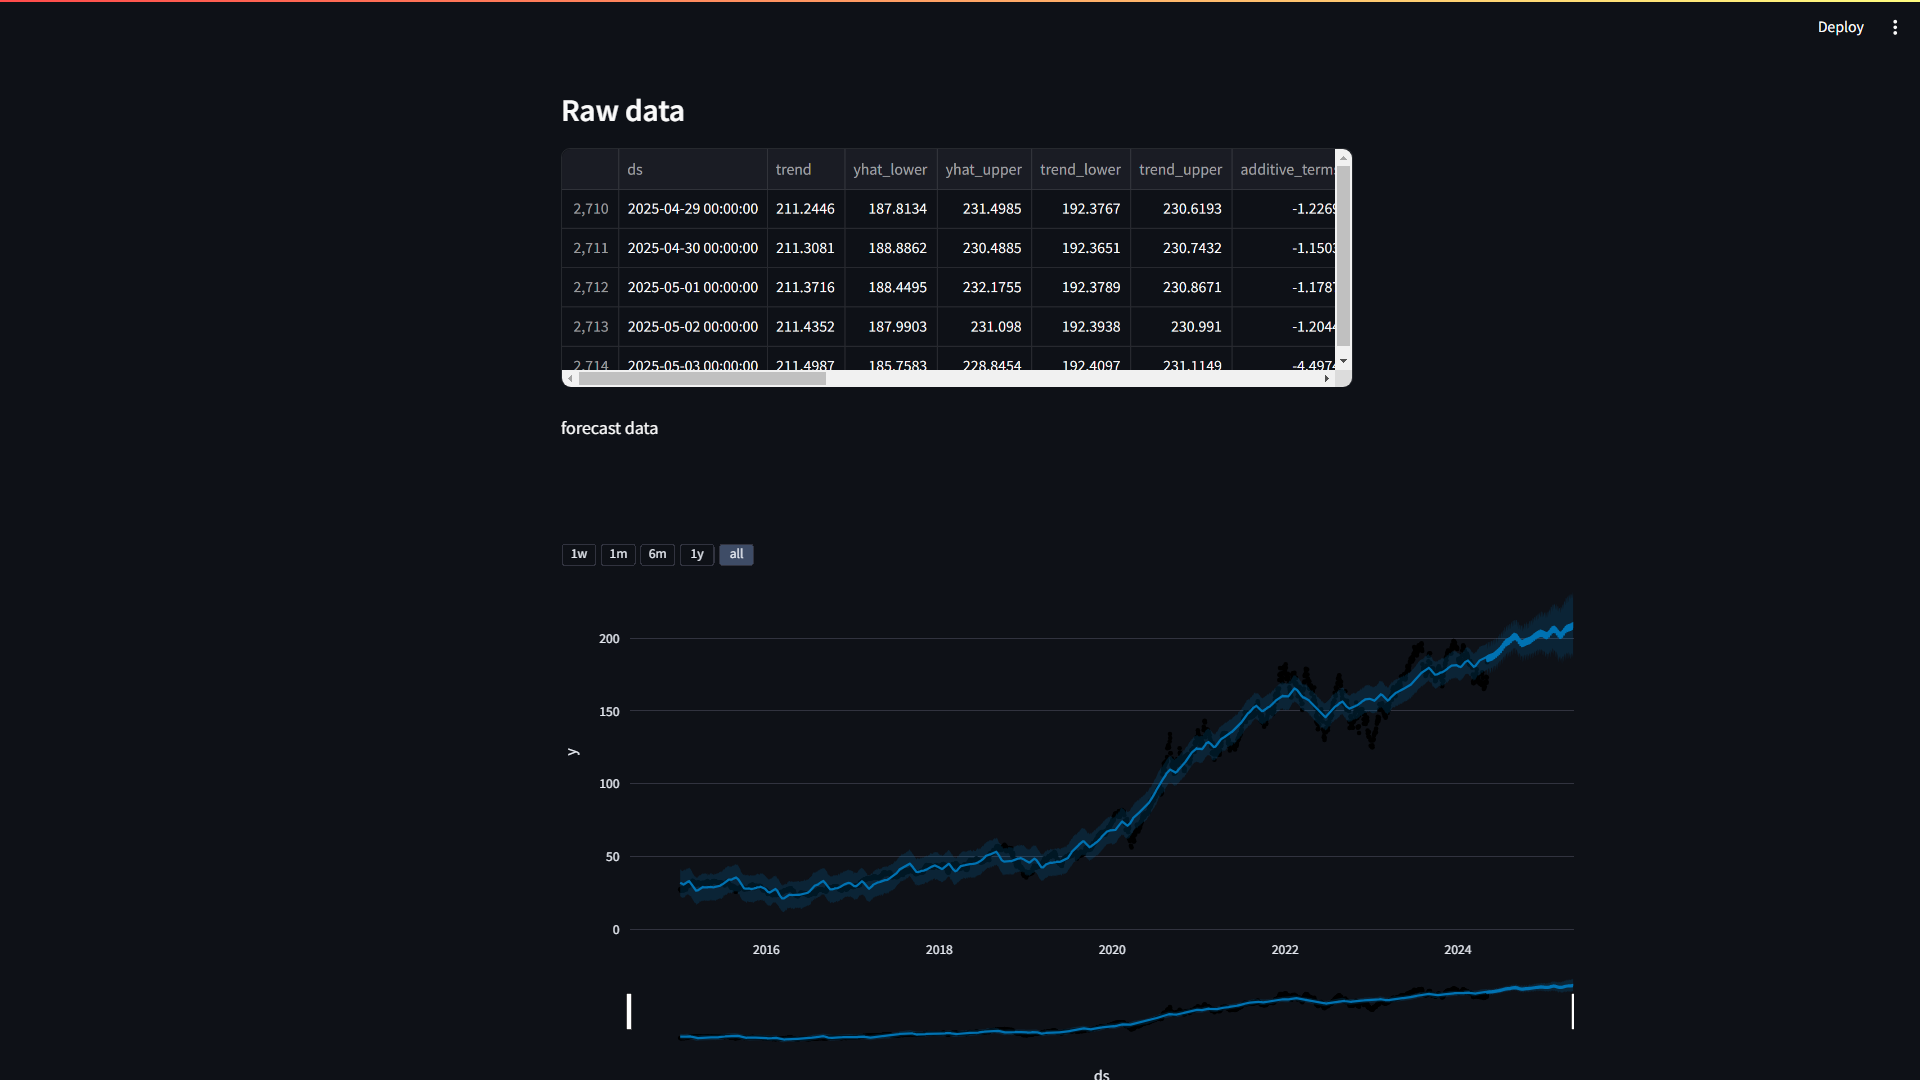 Deploy
Raw data
ds trend yhat_lower yhat_upper trend_lower trend_upper additive_term
2,710 2025-04-29 00:00:00 211.2446 187.8134 231.4985 192.3767 230.6193 -1.2269
2,711 2025-04-30 00:00:00 211.3081 188.8862 230.4885 192.3651 230.7432 -1.1503
2,712 2025-05-01 00:00:00 211.3716 188.4495 232.1755 192.3789 230.8671 -1.1787
2,713 2025-05-02 00:00:00 211.4352 187.9903 231.098 192.3938 230.991 -1.2044
2,714 2025-05-03 00:00:00 211.4987 185.7583 228.8454 192.4097 231.1149 -4.4974
forecast data
1w 1m 6m 1y all
200
150
y
100
50
0
2016 2018 2020 2022 2024
ds